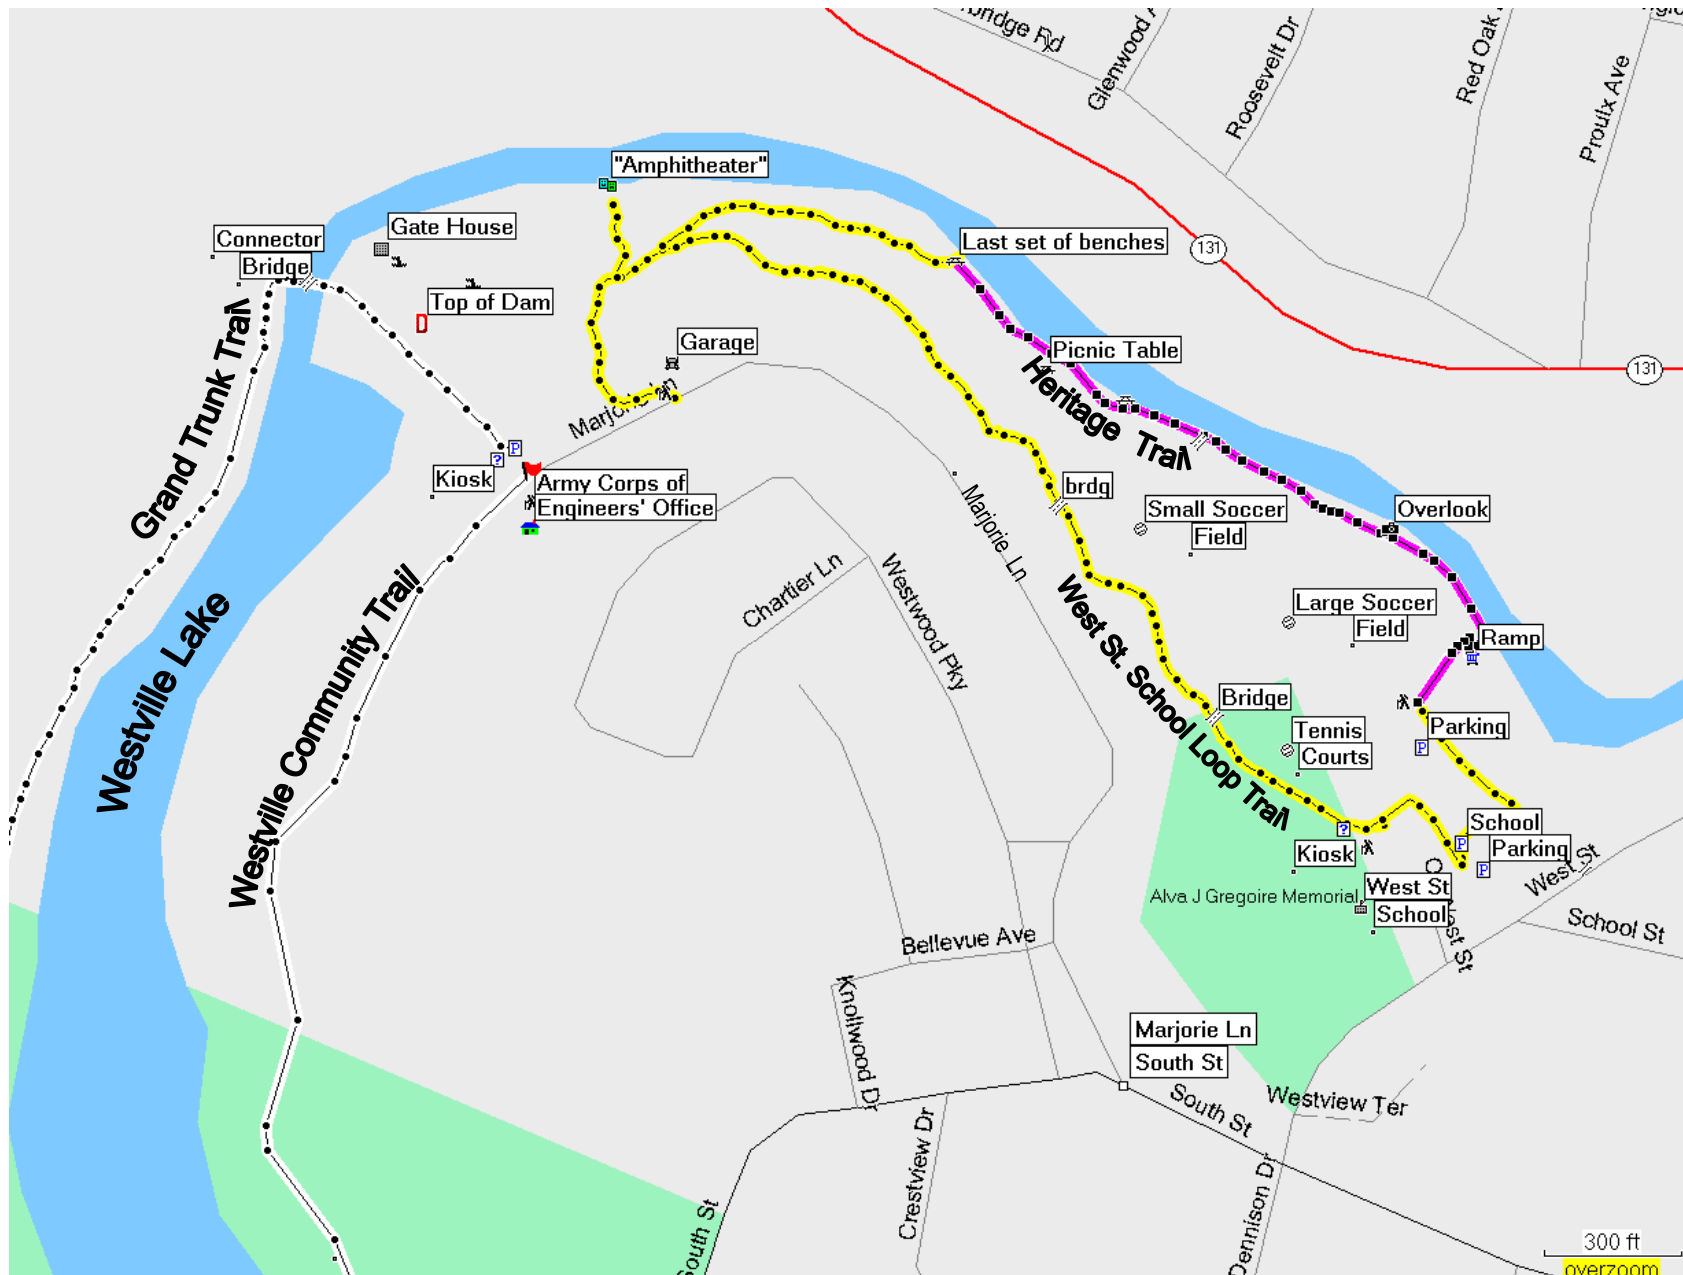 Glenwood
Roosevelt Dr
Red Oak
Proulx Ave
"Amphitheater"
Gate House
Connector
Bridge
Last set of benches
131
Top of Dam
Garage
Picnic Table
131
Grand Trunk Trail
Marjorie Ln
Heritage Trail
Kiosk
Army Corps of
Engineers' Office
brdg
Marjorie Ln
Small Soccer
Field
Overlook
Chartier Ln
Westwood Pky
Large Soccer
Field
Ramp
Westville Lake
Westville Community Trail
West St. School Loop Trail
Bridge
Tennis
Courts
Parking
School
Parking
Kiosk
West St
Alva J Gregoire Memorial
West St
School
School St
Bellevue Ave
Knollwood Dr
Marjorie Ln
South St
South St
Westview Ter
Crestview Dr
South St
Dennison Dr
300 ft
overzoom